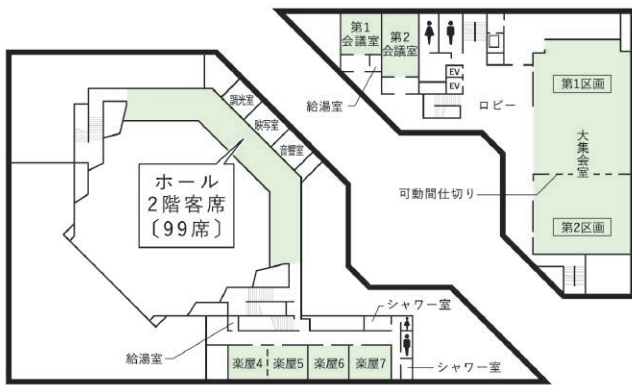 第1
会議室
第2
会議室
EV
EV
給湯室
ロビー
第1区画
大集会室
可動間仕切り
第2区画
調光室
映写室
音響室
ホール
2階客席
〔99席〕
シャワー室
給湯室
楽屋4
楽屋5
楽屋6
楽屋7
シャワー室